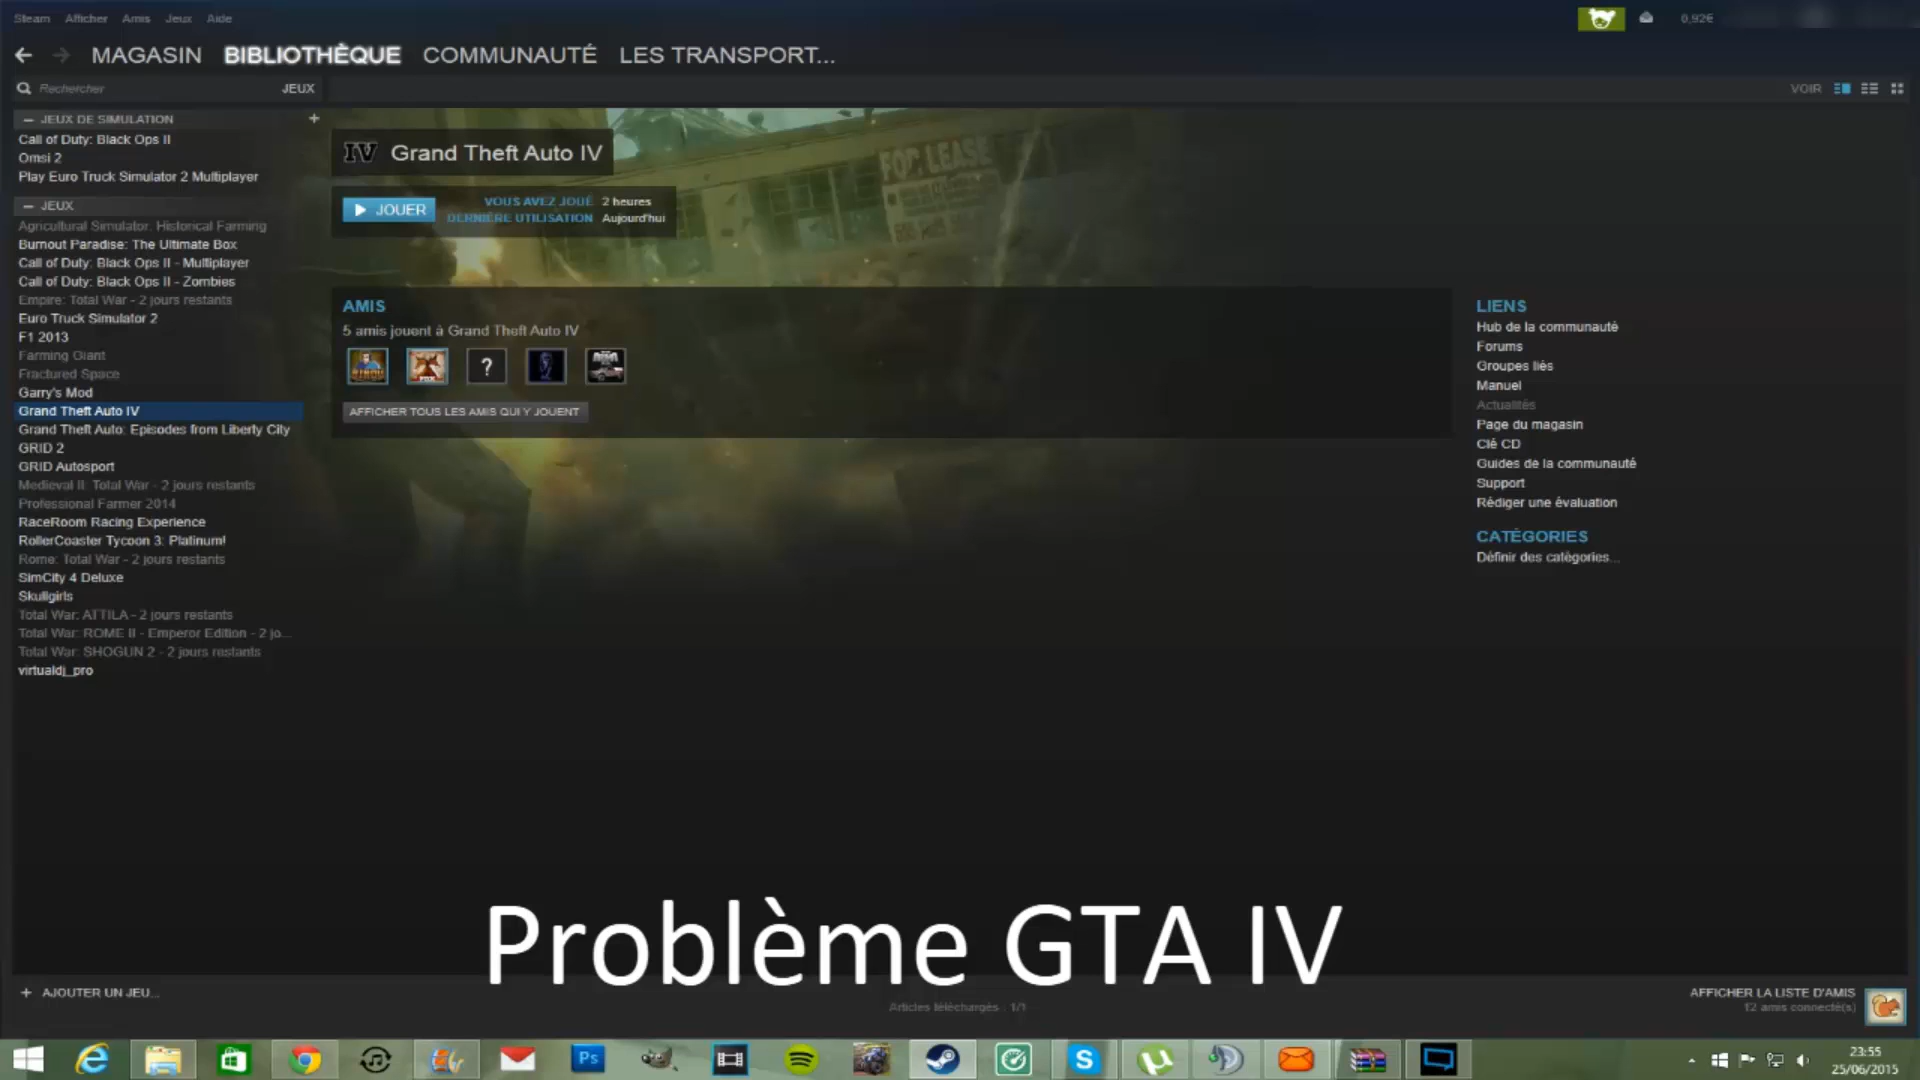 Steam Afficher Amis Jeux Aide
0,92€
MAGASIN BIBLIOTHÈQUE COMMUNAUTÉ LES TRANSPORT...
Rechercher JEUX
VOIR
— JEUX DE SIMULATION +
Call of Duty: Black Ops II
Omsi 2
Play Euro Truck Simulator 2 Multiplayer
— JEUX
Agricultural Simulator: Historical Farming
Burnout Paradise: The Ultimate Box
Call of Duty: Black Ops II - Multiplayer
Call of Duty: Black Ops II - Zombies
Empire: Total War - 2 jours restants
Euro Truck Simulator 2
F1 2013
Farming Giant
Fractured Space
Garry's Mod
Grand Theft Auto IV
Grand Theft Auto: Episodes from Liberty City
GRID 2
GRID Autosport
Medieval II: Total War - 2 jours restants
Professional Farmer 2014
RaceRoom Racing Experience
RollerCoaster Tycoon 3: Platinum!
Rome: Total War - 2 jours restants
SimCity 4 Deluxe
Skullgirls
Total War: ATTILA - 2 jours restants
Total War: ROME II - Emperor Edition - 2 jo...
Total War: SHOGUN 2 - 2 jours restants
virtualdj_pro
IV Grand Theft Auto IV
FOR LEASE
JOUER
VOUS AVEZ JOUÉ 2 heures
DERNIÈRE UTILISATION Aujourd'hui
AMIS
5 amis jouent à Grand Theft Auto IV
?
AFFICHER TOUS LES AMIS QUI Y JOUENT
LIENS
Hub de la communauté
Forums
Groupes liés
Manuel
Actualités
Page du magasin
Clé CD
Guides de la communauté
Support
Rédiger une évaluation
CATÉGORIES
Définir des catégories...
Problème GTA IV
+ AJOUTER UN JEU...
Articles téléchargés : 1/1
AFFICHER LA LISTE D'AMIS
12 amis connecté(s)
Ps
S
23:55
25/06/2015